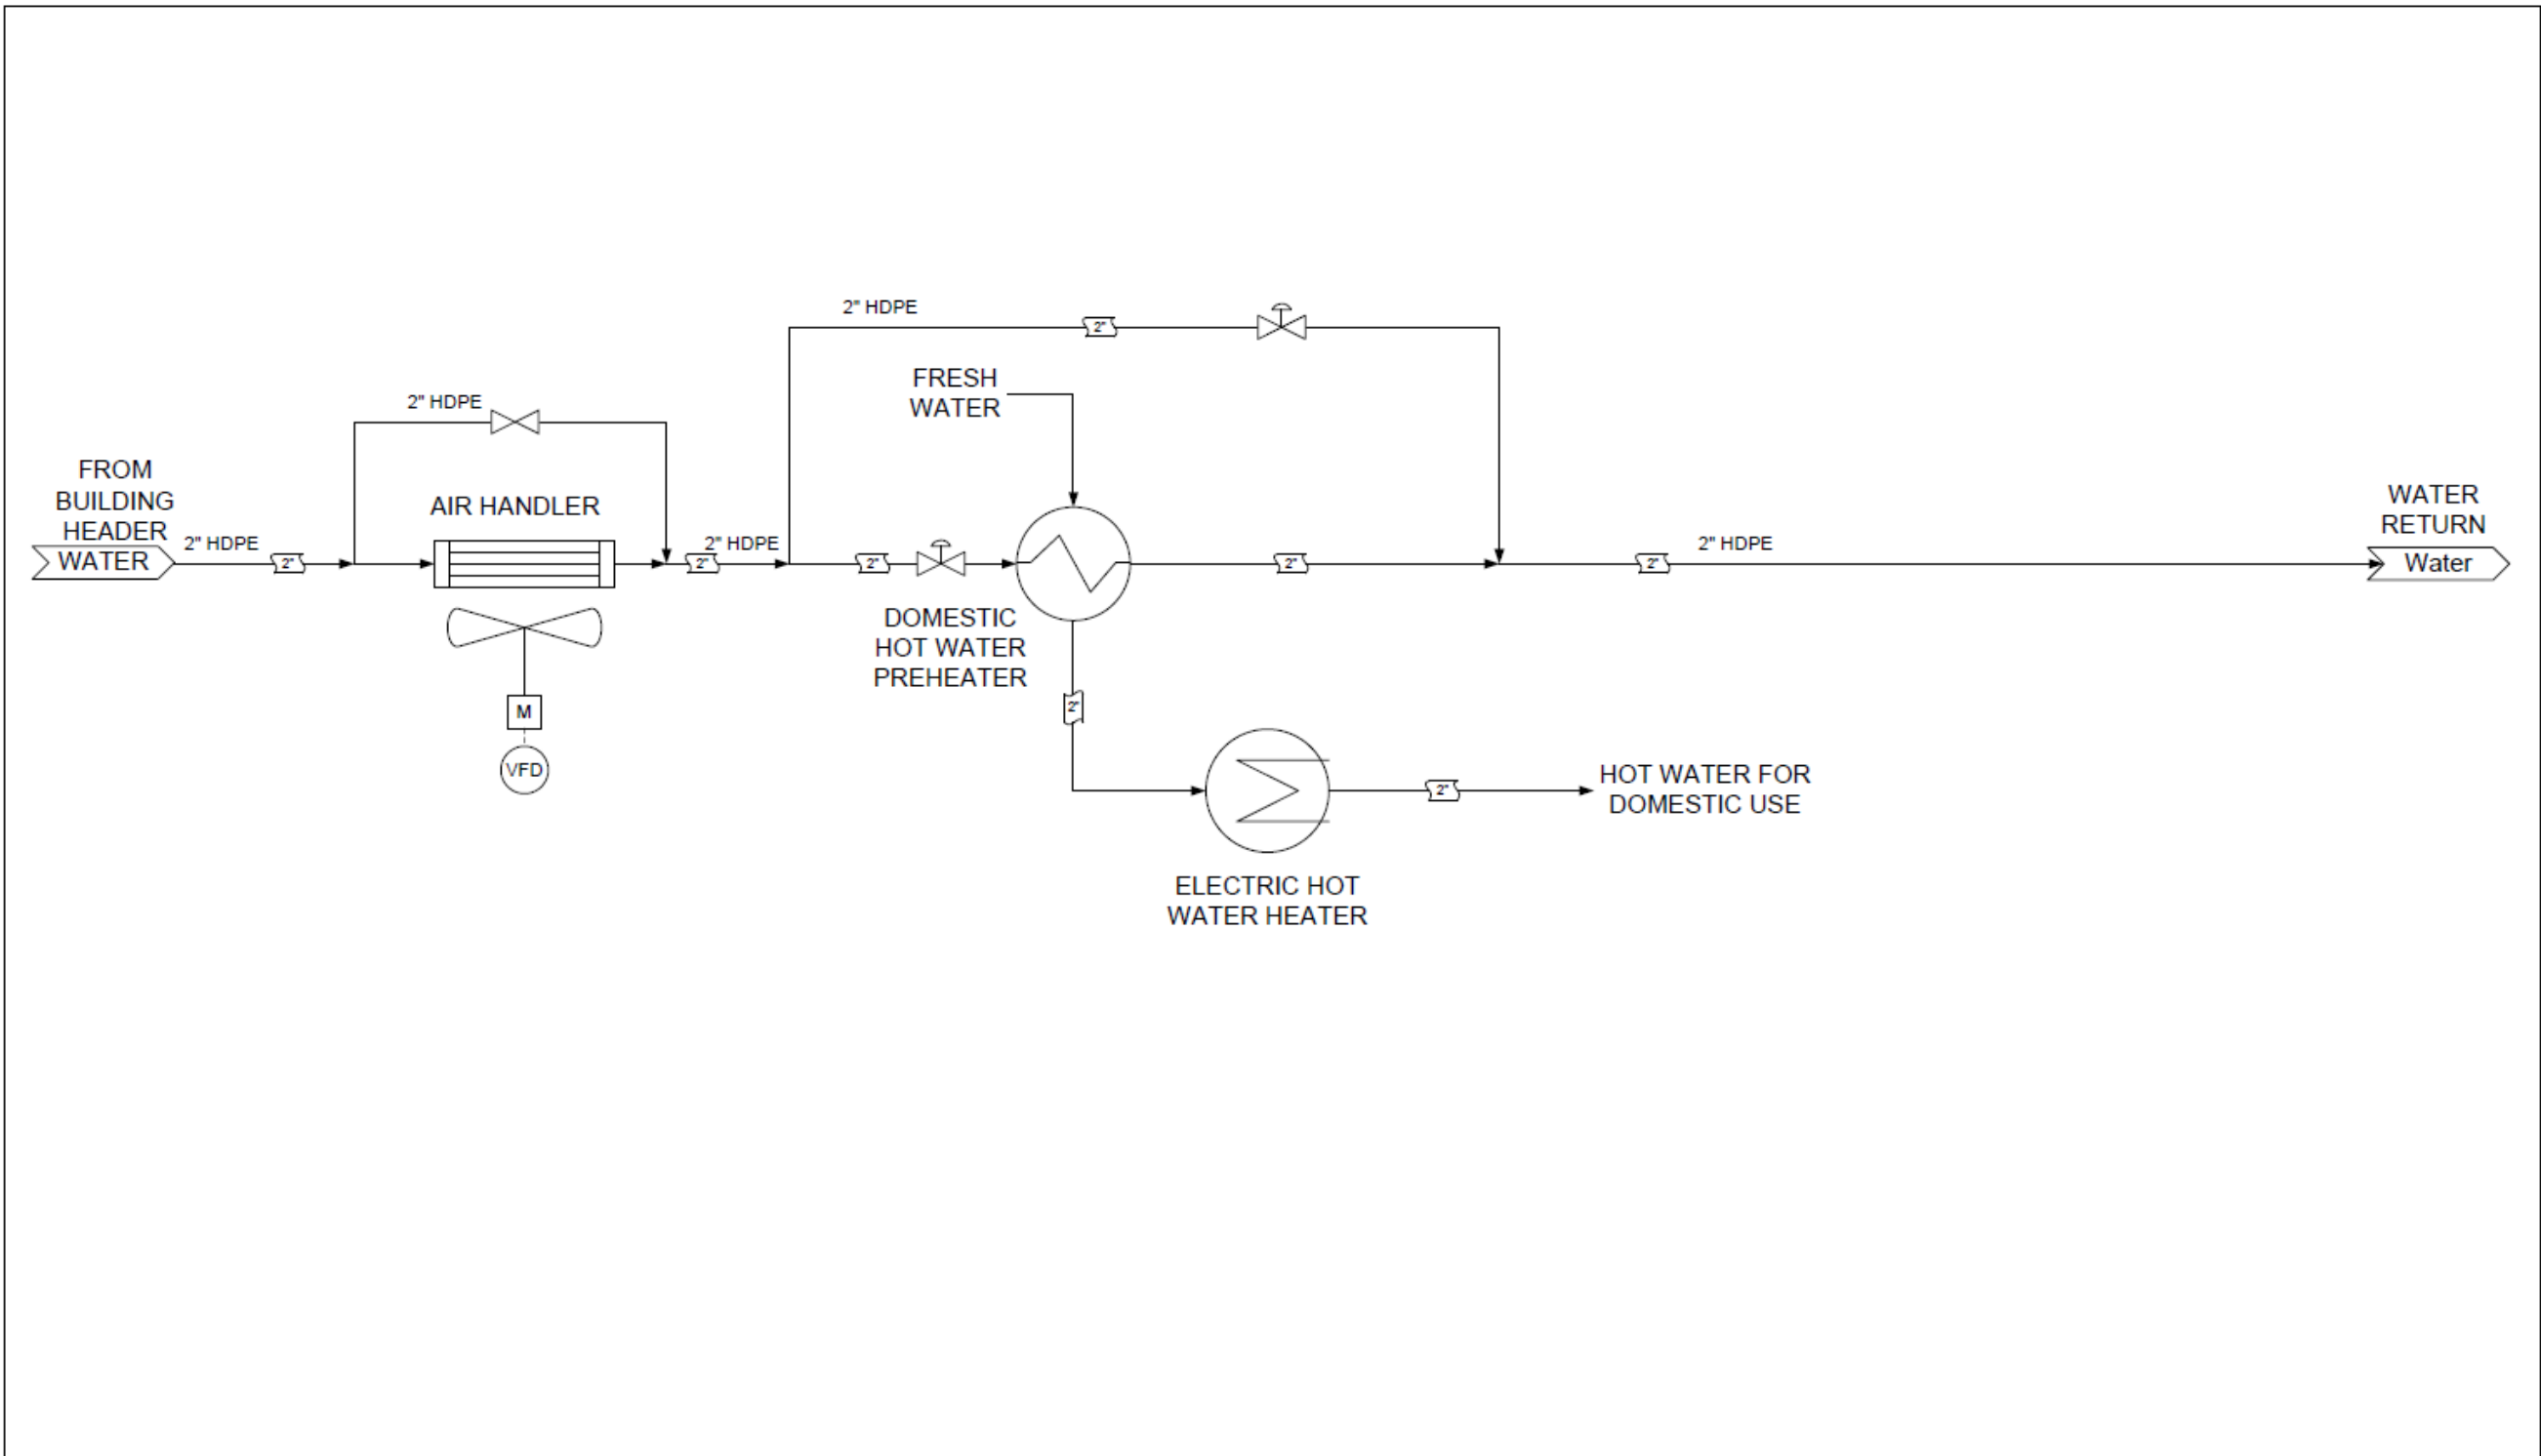 2" HDPE
2"
FRESH
WATER
2" HDPE
FROM
BUILDING
HEADER
WATER
2" HDPE
2"
AIR HANDLER
2" HDPE
2"
2"
2"
2"
2" HDPE
WATER
RETURN
Water
DOMESTIC
HOT WATER
PREHEATER
M
VFD
2"
2"
HOT WATER FOR
DOMESTIC USE
ELECTRIC HOT
WATER HEATER